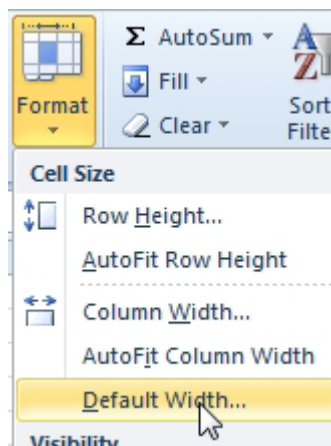 Σ AutoSum
Fill
Format
Sort
Clear
Filte
Cell Size
Row Height...
AutoFit Row Height
Column Width...
AutoFit Column Width
Default Width...
Visibility